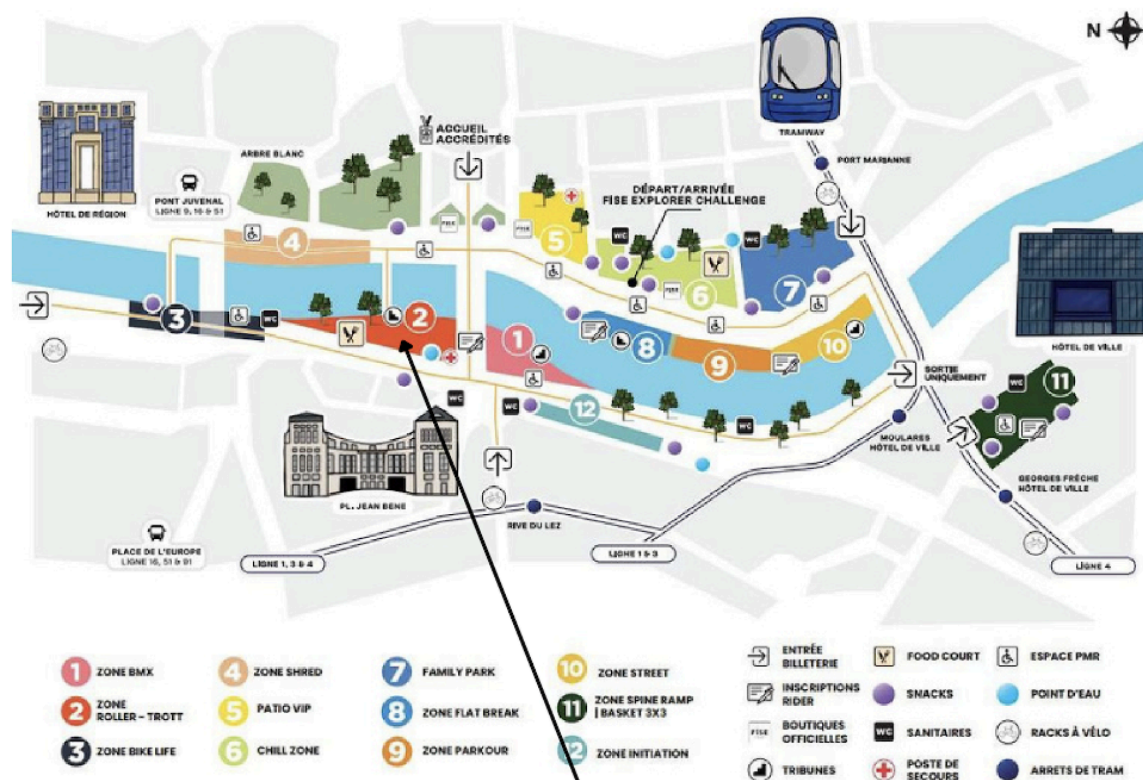 N
TRAMWAY
ACCUEIL
ACCRÉDITÉS
ARBRE BLANC
PORT MARIANNE
HÔTEL DE RÉGION
PONT JUVENAL
LIGNE 9, 16 & 51
DÉPART/ARRIVÉE
FISE EXPLORER CHALLENGE
FISE
FISE
WC
WC
4
5
6
7
FISE
HÔTEL DE VILLE
3
WC
2
1
8
9
10
SORTIE
UNIQUEMENT
WC
11
WC
WC
12
WC
MOULARES
HÔTEL DE VILLE
PL. JEAN BENE
GEORGES FRÊCHE
HÔTEL DE VILLE
RIVE DU LEZ
PLACE DE L'EUROPE
LIGNE 16, 51 & 91
LIGNE 1, 3 & 4
LIGNE 1 & 3
LIGNE 4
1 ZONE BMX
2 ZONE
ROLLER - TROTT
3 ZONE BIKE LIFE
4 ZONE SHRED
5 PATIO VIP
6 CHILL ZONE
7 FAMILY PARK
8 ZONE FLAT BREAK
9 ZONE PARKOUR
10 ZONE STREET
11 ZONE SPINE RAMP
| BASKET 3X3
12 ZONE INITIATION
ENTRÉE
BILLETERIE
INSCRIPTIONS
RIDER
FISE BOUTIQUES
OFFICIELLES
TRIBUNES
FOOD COURT
SNACKS
WC SANITAIRES
POSTE DE
SECOURS
ESPACE PMR
POINT D'EAU
RACKS À VÉLO
ARRETS DE TRAM